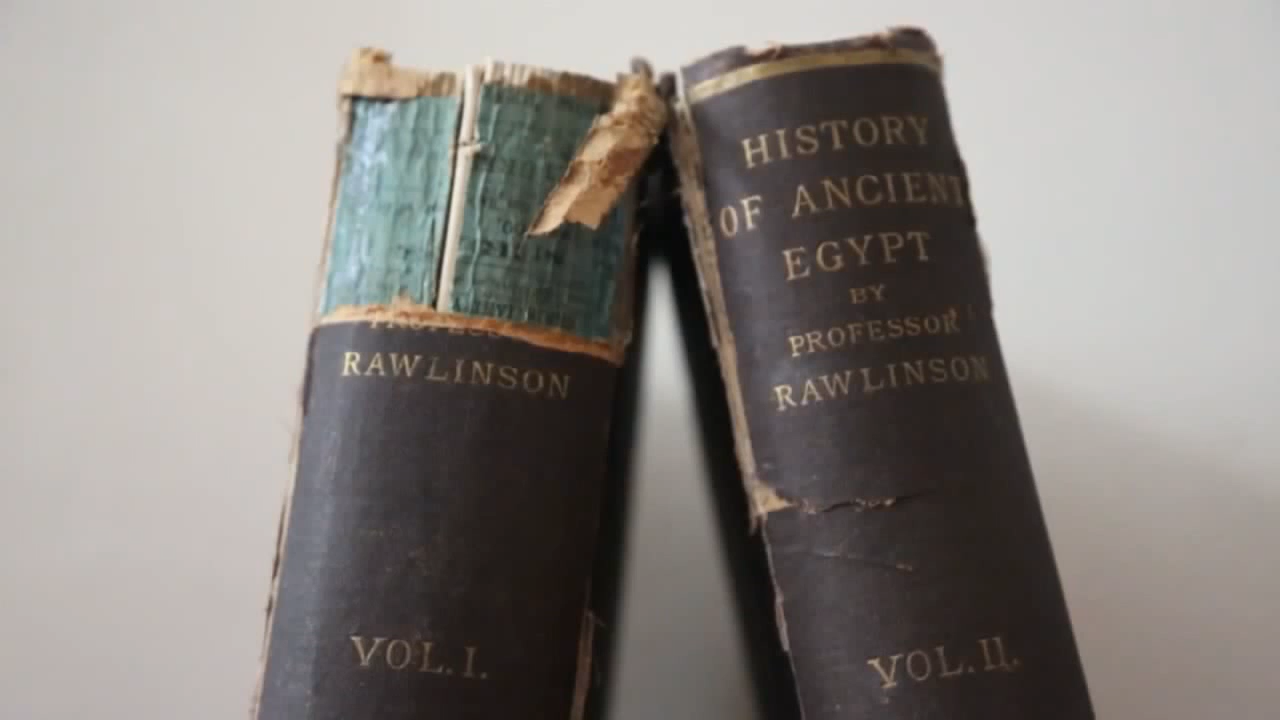 RAWLINSON
VOL. I.
HISTORY
OF ANCIENT
EGYPT
BY
PROFESSOR
RAWLINSON
VOL. II.